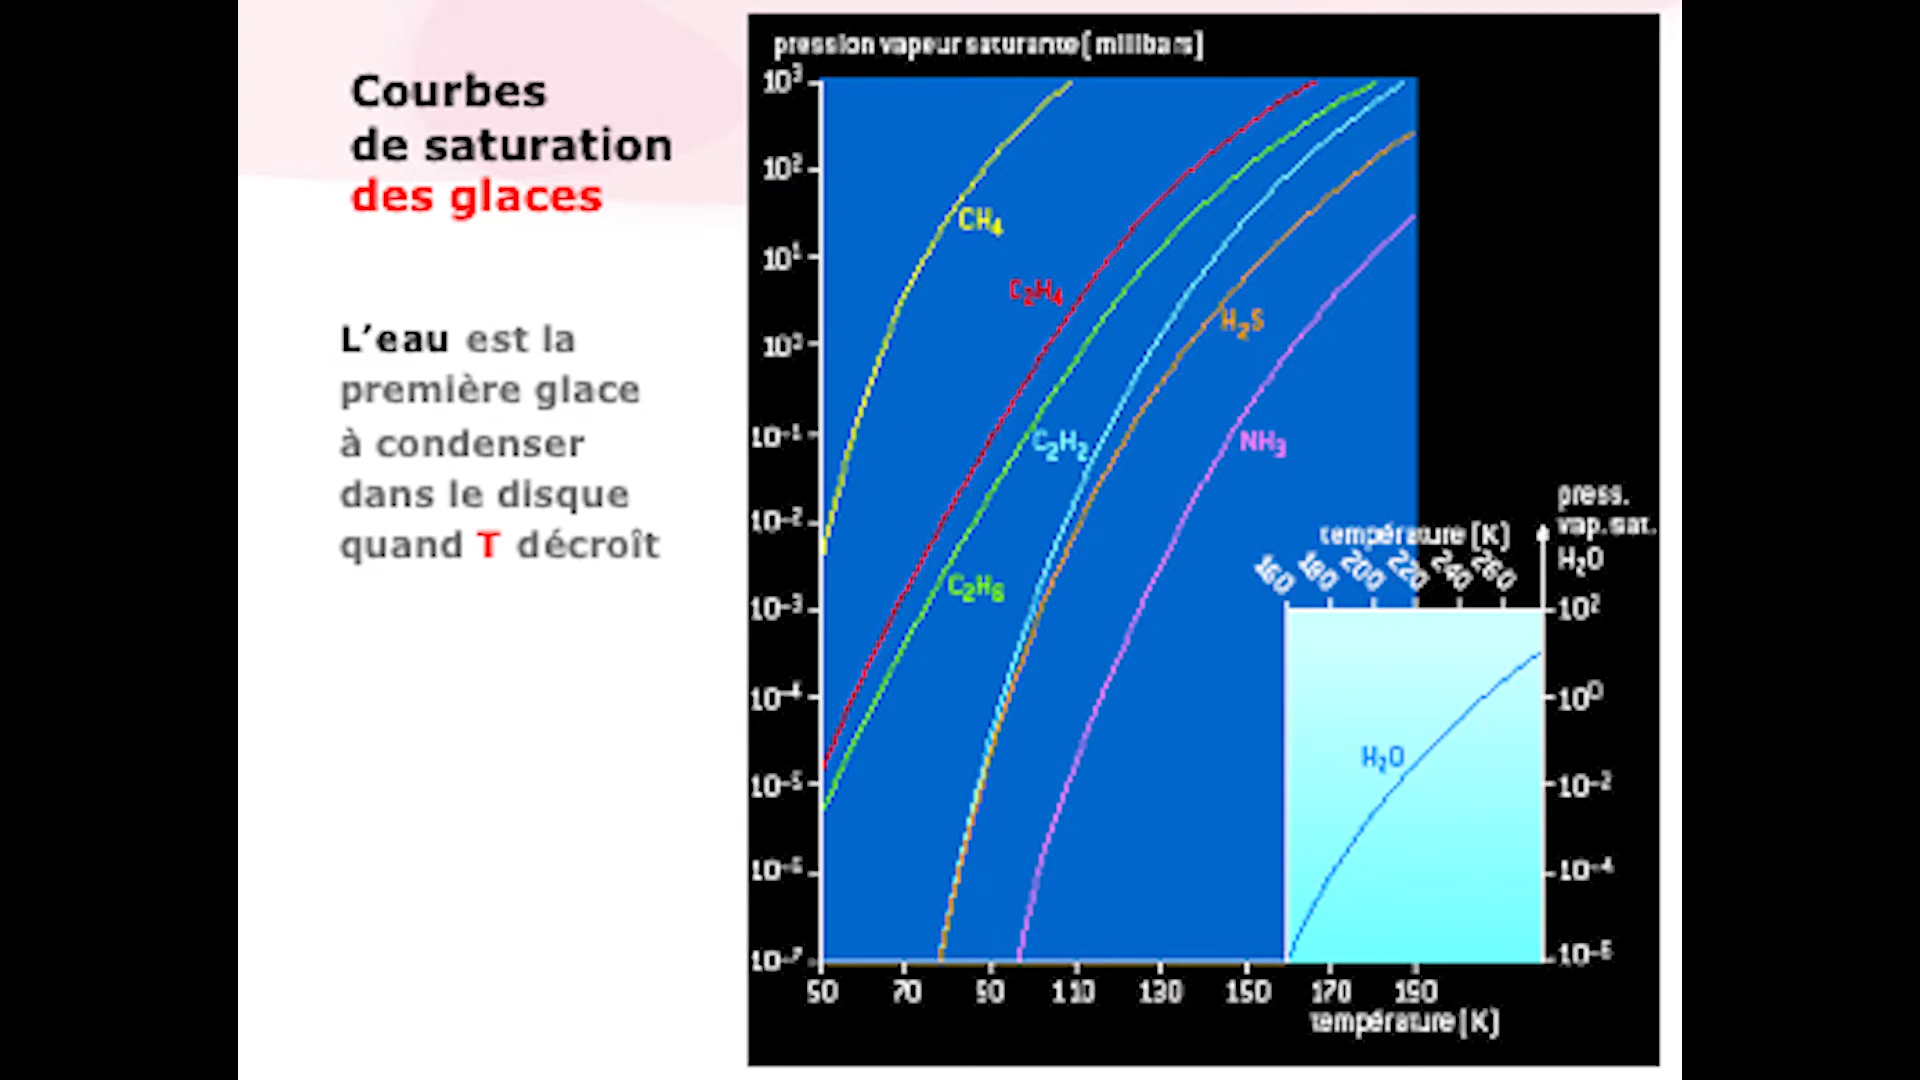 Courbes
de saturation
des glaces
L’eau est la
première glace
à condenser
dans le disque
quand T décroît
pression vapeur saturante [millibars]
10³
10²
10¹
10⁰
10⁻¹
10⁻²
10⁻³
10⁻⁴
10⁻⁵
10⁻⁶
10⁻⁷
CH₄
C₂H₄
H₂S
C₂H₂
NH₃
C₂H₆
50 70 90 110 130 150 170 190
température [K]
température [K]
160 180 200 220 240 260
press.
vap. sat.
H₂O
10²
10⁰
10⁻²
10⁻⁴
10⁻⁶
H₂O